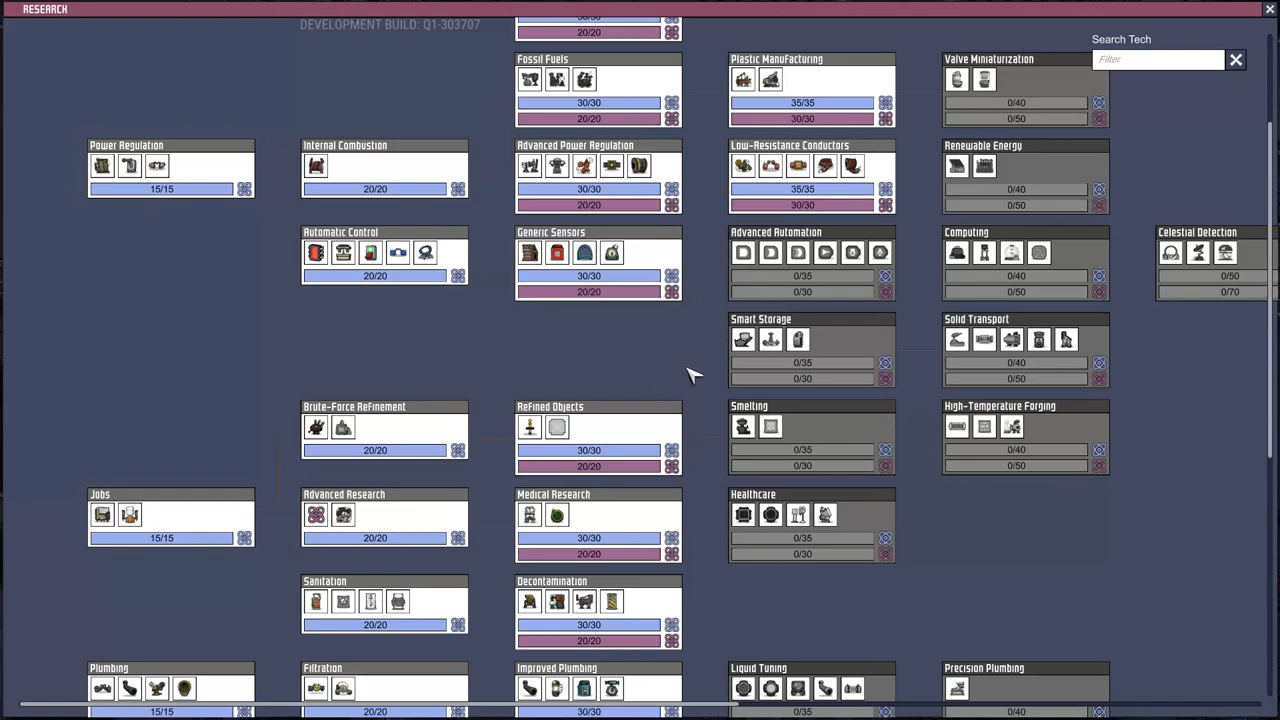 RESEARCH
DEVELOPMENT BUILD: Q1-303707
20/20
Search Tech
Filter
Fossil Fuels
30/30
20/20
Plastic Manufacturing
35/35
30/30
Valve Miniaturization
0/40
0/50
Power Regulation
15/15
Internal Combustion
20/20
Advanced Power Regulation
30/30
20/20
Low-Resistance Conductors
35/35
30/30
Renewable Energy
0/40
0/50
Automatic Control
20/20
Generic Sensors
30/30
20/20
Advanced Automation
0/35
0/30
Computing
0/40
0/50
Celestial Detection
0/50
0/70
Smart Storage
0/35
0/30
Solid Transport
0/40
0/50
Brute-Force Refinement
20/20
Refined Objects
30/30
20/20
Smelting
0/35
0/30
High-Temperature Forging
0/40
0/50
Jobs
15/15
Advanced Research
20/20
Medical Research
30/30
20/20
Healthcare
0/35
0/30
Sanitation
20/20
Decontamination
30/30
20/20
Plumbing
15/15
Filtration
20/20
Improved Plumbing
30/30
Liquid Tuning
0/35
Precision Plumbing
0/40